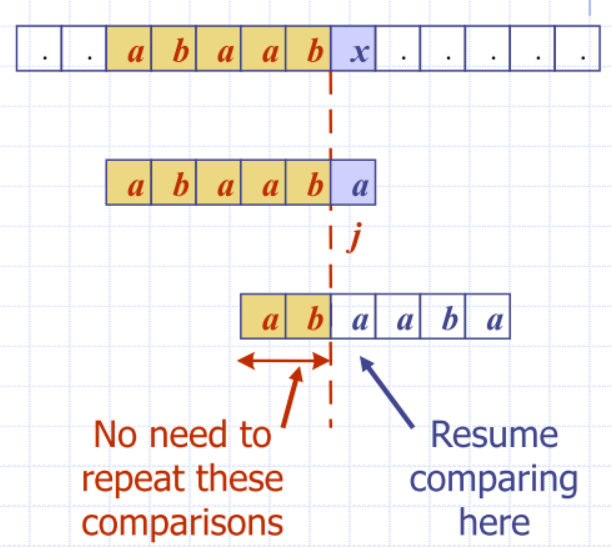 . . a b a a b x . . . . .
a b a a b a
j
a b a a b a
No need to
repeat these
comparisons
Resume
comparing
here